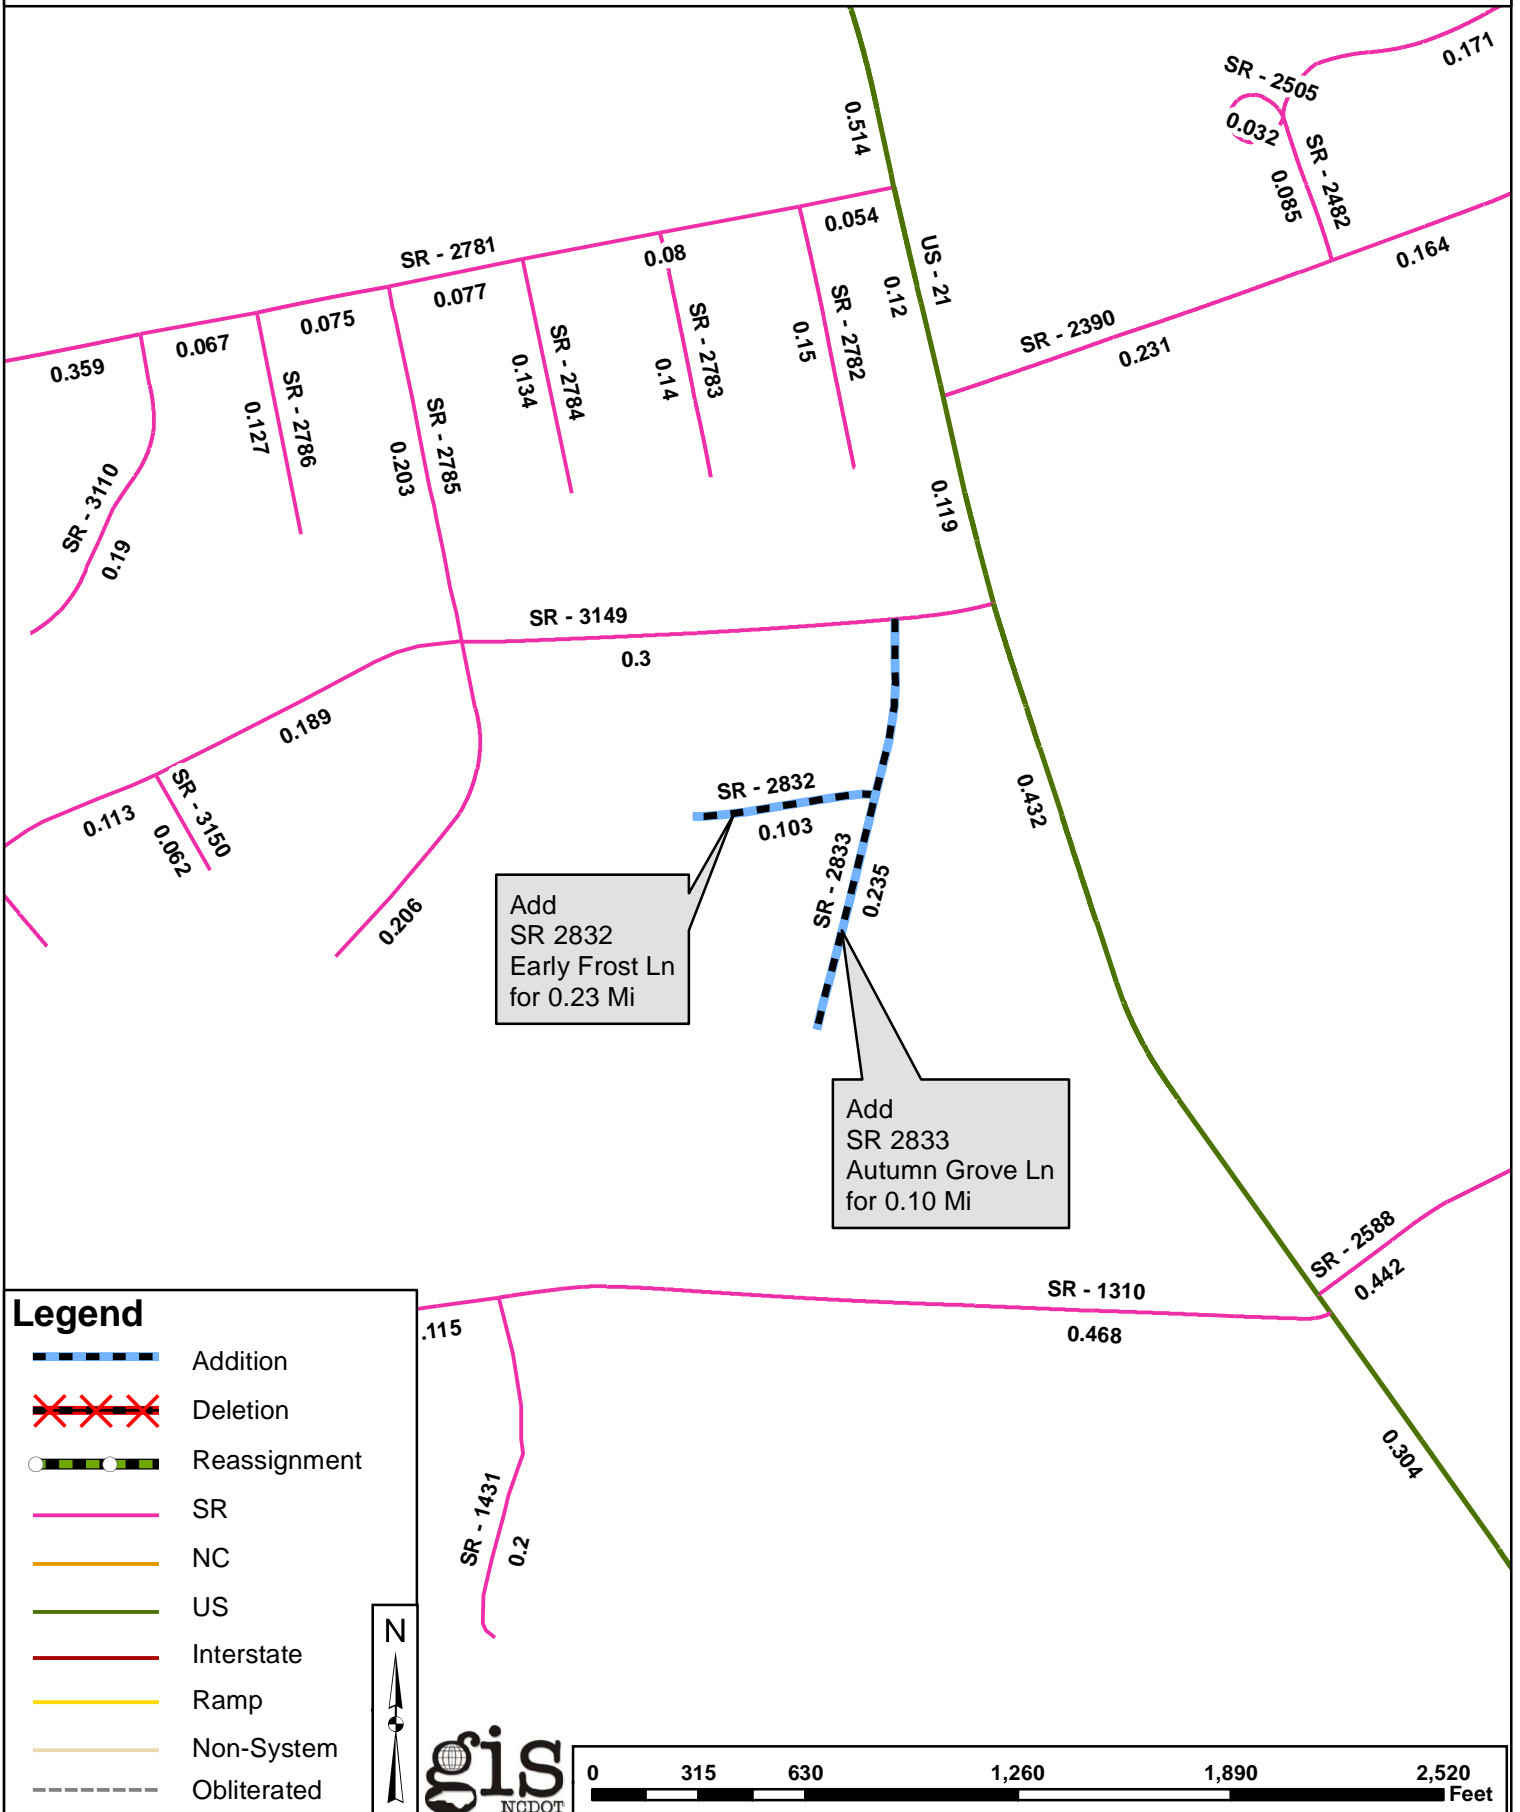 0.171
SR - 2505
0.032
0.514
SR - 2482
0.085
0.054
SR - 2781
0.08
US - 21
0.164
0.077
0.12
SR - 2782
0.075
SR - 2783
SR - 2390
0.067
0.15
0.231
0.359
SR - 2784
0.14
0.134
SR - 2786
SR - 2785
0.127
0.203
SR - 3110
0.119
0.19
SR - 3149
0.3
0.189
SR - 2832
0.432
SR - 3150
0.113
0.103
0.062
SR - 2833
0.235
0.206
Add
SR 2832
Early Frost Ln
for 0.23 Mi
Add
SR 2833
Autumn Grove Ln
for 0.10 Mi
SR - 2588
0.442
SR - 1310
.115
0.468
0.304
SR - 1431
0.2
Legend
Addition
Deletion
Reassignment
SR
NC
US
Interstate
Ramp
Non-System
Obliterated
N
gis
NCDOT
0 315 630 1,260 1,890 2,520
Feet